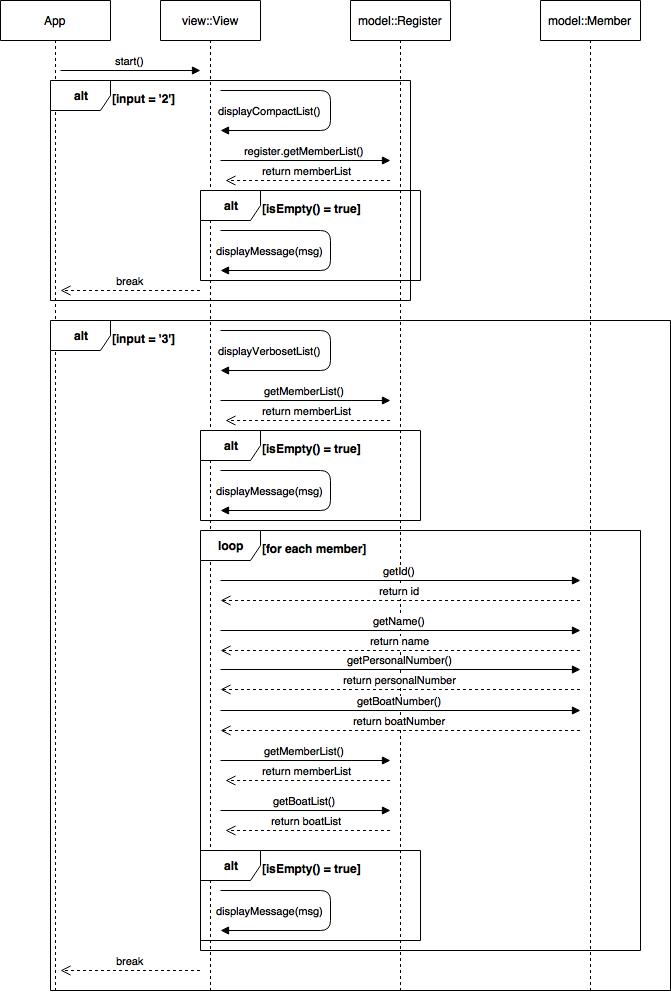 App
view::View
model::Register
model::Member
start()
alt
[input = '2']
displayCompactList()
register.getMemberList()
return memberList
alt
[isEmpty() = true]
displayMessage(msg)
break
alt
[input = '3']
displayVerbosetList()
getMemberList()
return memberList
alt
[isEmpty() = true]
displayMessage(msg)
loop
[for each member]
getId()
return id
getName()
return name
getPersonalNumber()
return personalNumber
getBoatNumber()
return boatNumber
getMemberList()
return memberList
getBoatList()
return boatList
alt
[isEmpty() = true]
displayMessage(msg)
break